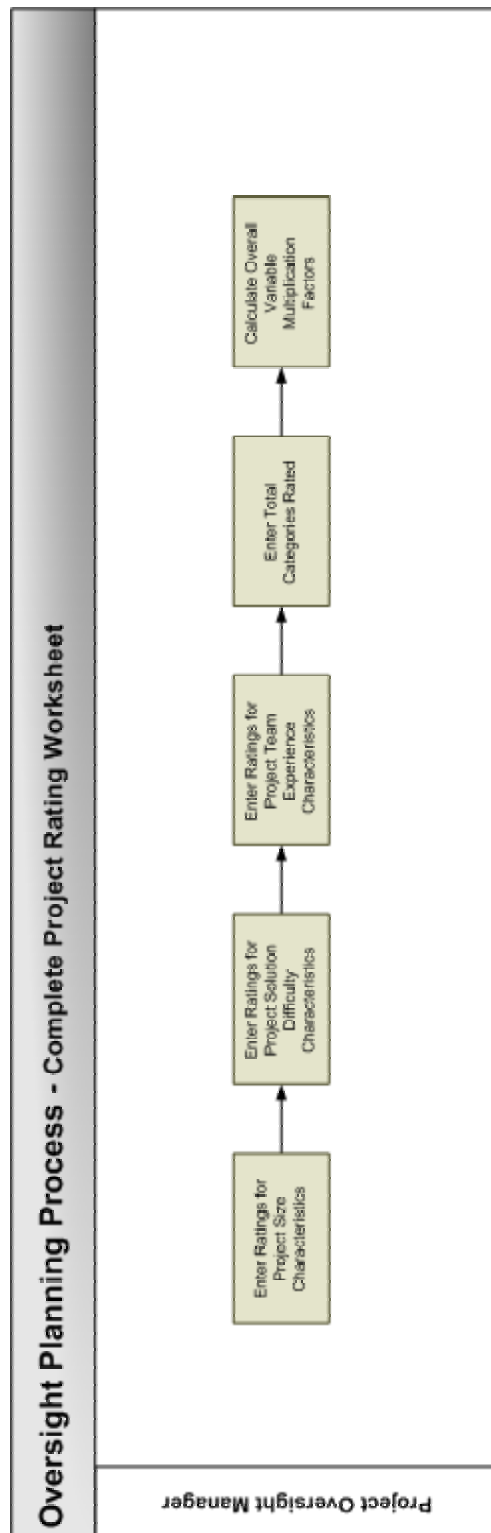 Oversight Planning Process - Complete Project Rating Worksheet
Project Oversight Manager
Enter Ratings for
Project Size
Characteristics
Enter Ratings for
Project Solution
Difficulty
Characteristics
Enter Ratings for
Project Team
Experience
Characteristics
Enter Total
Categories Rated
Calculate Overall
Variable
Multiplication
Factors